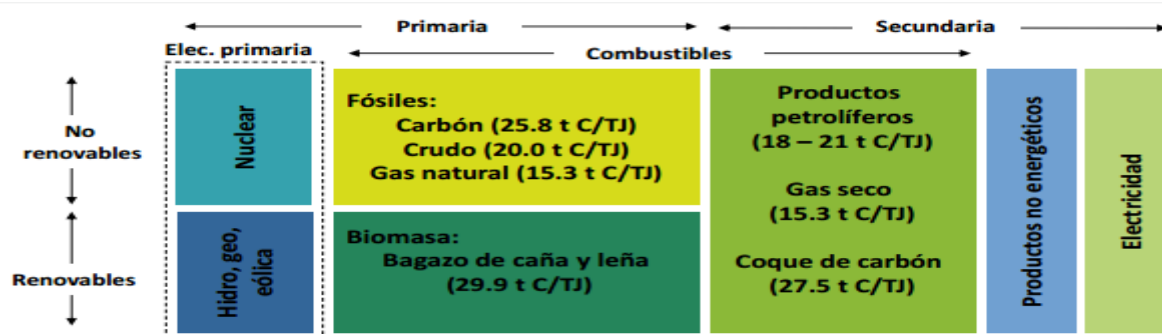 Primaria
Secundaria
Elec. primaria
Combustibles
No
renovables
Nuclear
Fósiles:
Carbón (25.8 t C/TJ)
Crudo (20.0 t C/TJ)
Gas natural (15.3 t C/TJ)
Renovables
Hidro, geo,
eólica
Biomasa:
Bagazo de caña y leña
(29.9 t C/TJ)
Productos
petrolíferos
(18 – 21 t C/TJ)
Gas seco
(15.3 t C/TJ)
Coque de carbón
(27.5 t C/TJ)
Productos no energéticos
Electricidad